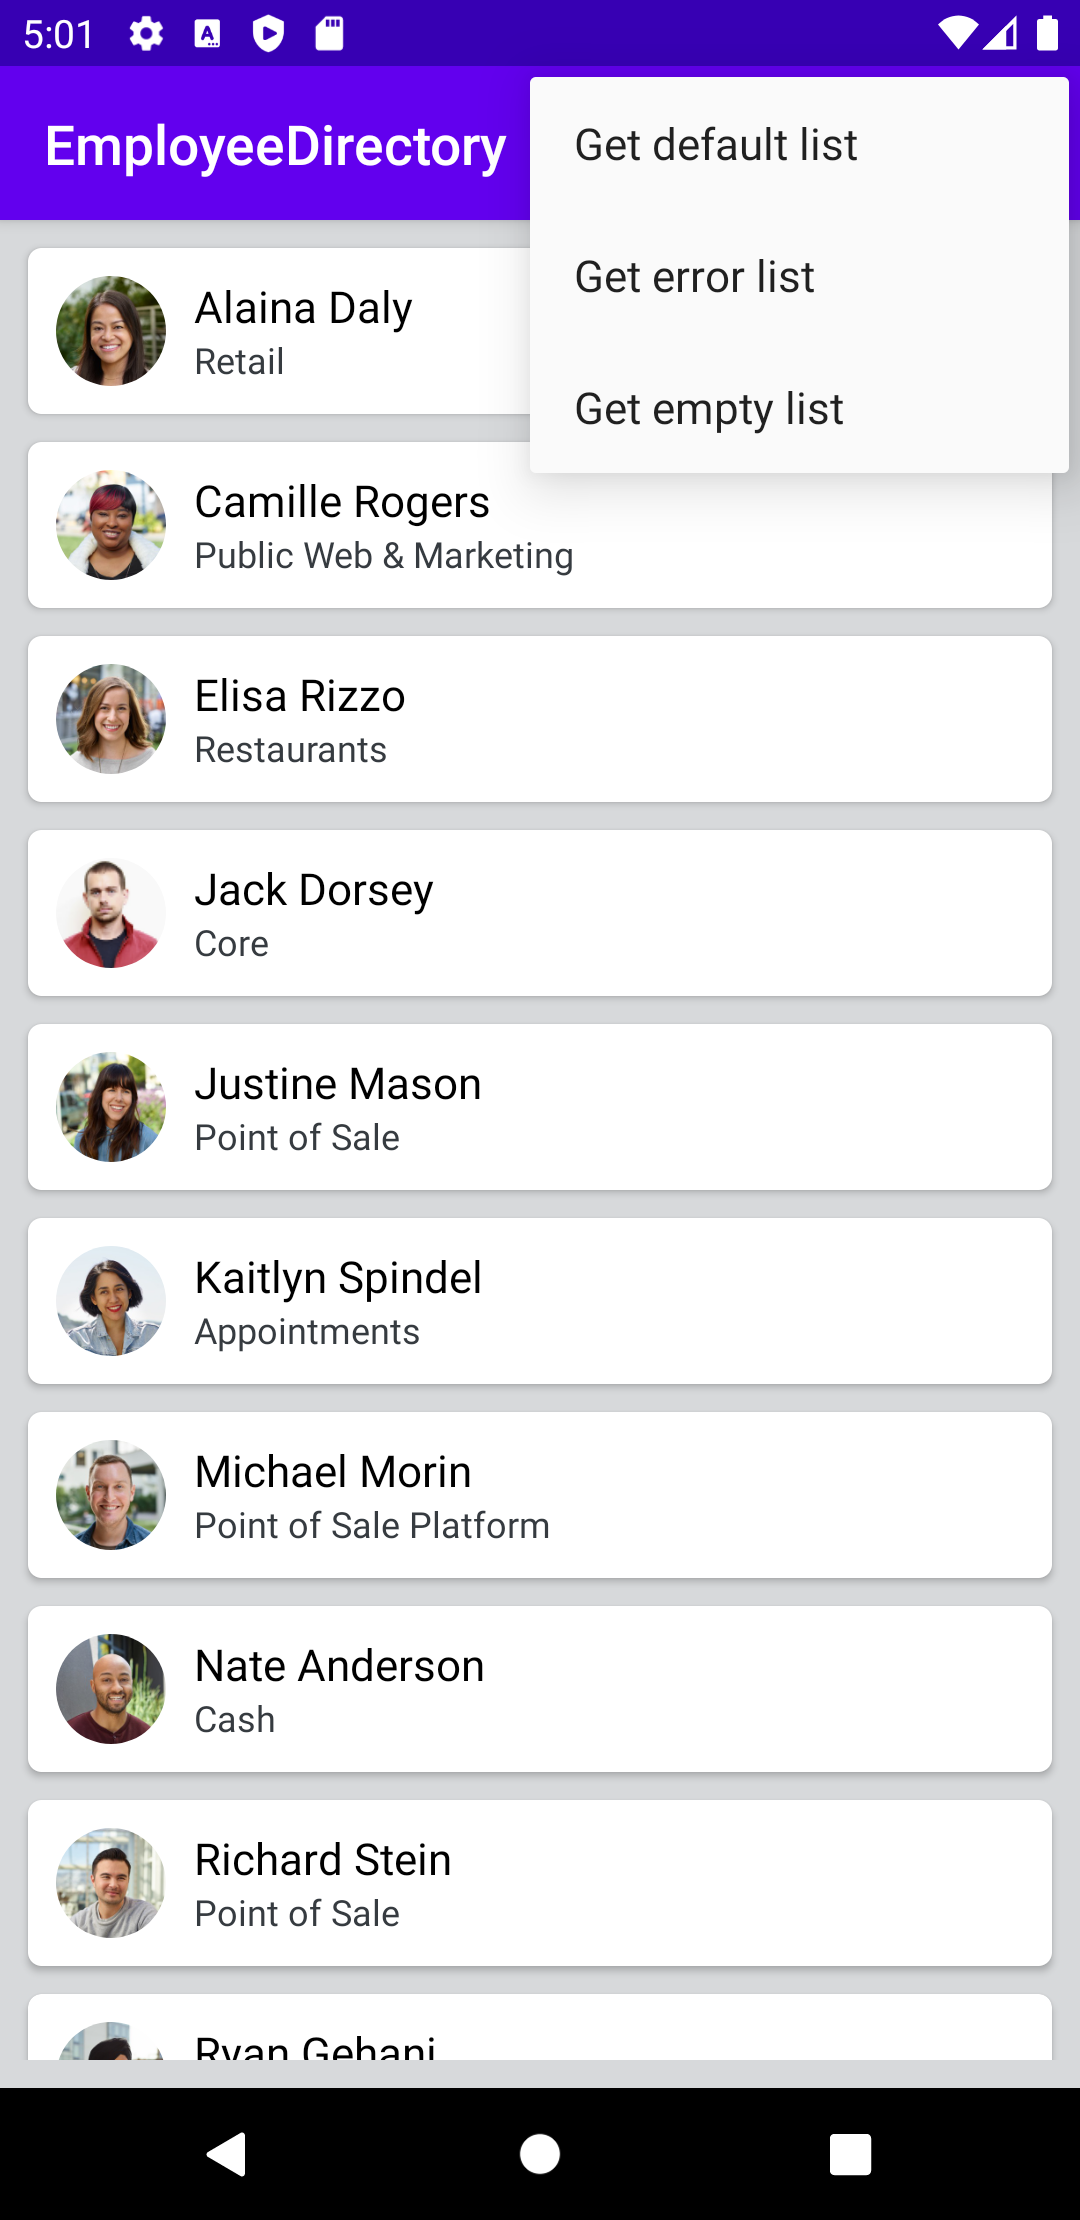 5:01
EmployeeDirectory
Get default list
Get error list
Get empty list
Alaina Daly
Retail
Camille Rogers
Public Web & Marketing
Elisa Rizzo
Restaurants
Jack Dorsey
Core
Justine Mason
Point of Sale
Kaitlyn Spindel
Appointments
Michael Morin
Point of Sale Platform
Nate Anderson
Cash
Richard Stein
Point of Sale
Ryan Gehani